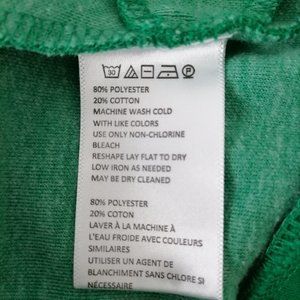 30
80% POLYESTER
20% COTTON
MACHINE WASH COLD
WITH LIKE COLORS
USE ONLY NON-CHLORINE
BLEACH
RESHAPE LAY FLAT TO DRY
LOW IRON AS NEEDED
MAY BE DRY CLEANED
80% POLYESTER
20% COTON
LAVER À LA MACHINE À
L'EAU FROIDE AVEC COULEURS
SIMILAIRES
UTILISER UN AGENT DE
BLANCHIMENT SANS CHLORE SI
NÉCESSAIRE